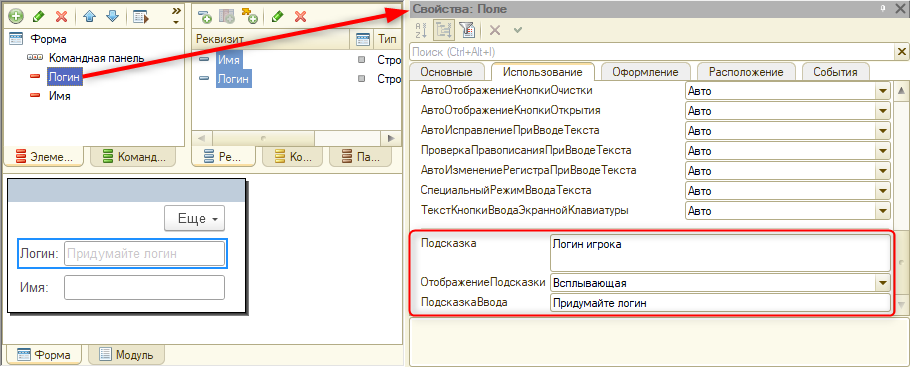 Форма
Командная панель
Логин
Имя
Элеме...
Команд...
Реквизит
Тип
Имя
Стро
Логин
Стро
Ре...
Ко...
Па...
Еще
Логин:
Придумайте логин
Имя:
Форма
Модуль
Свойства: Поле
Поиск (Ctrl+Alt+I)
Основные
Использование
Оформление
Расположение
События
АвтоОтображениеКнопкиОчистки
Авто
АвтоОтображениеКнопкиОткрытия
Авто
АвтоИсправлениеПриВводеТекста
Авто
ПроверкаПравописанияПриВводеТекста
Авто
АвтоИзменениеРегистраПриВводеТекста
Авто
СпециальныйРежимВводаТекста
Авто
ТекстКнопкиВводаЭкраннойКлавиатуры
Авто
Подсказка
Логин игрока
ОтображениеПодсказки
Всплывающая
ПодсказкаВвода
Придумайте логин